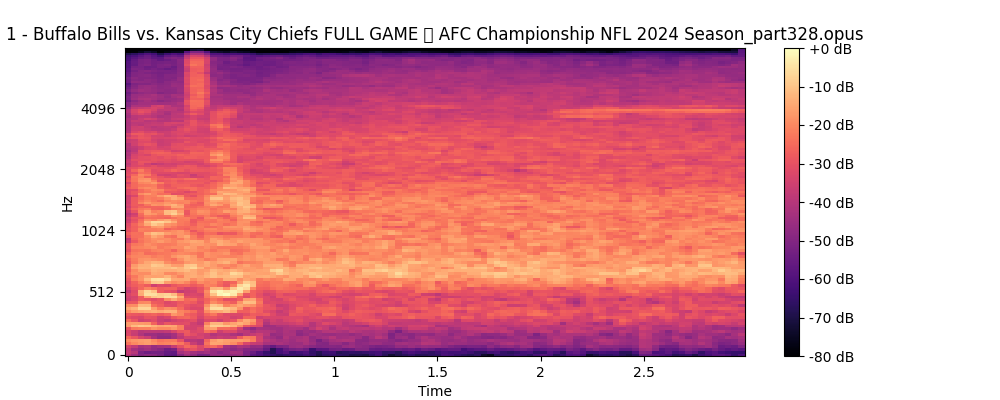 1 - Buffalo Bills vs. Kansas City Chiefs FULL GAME ▯ AFC Championship NFL 2024 Season_part328.opus
+0 dB
-10 dB
-20 dB
-30 dB
-40 dB
-50 dB
-60 dB
-70 dB
-80 dB
4096
2048
1024
512
0
Hz
0
0.5
1
1.5
2
2.5
Time